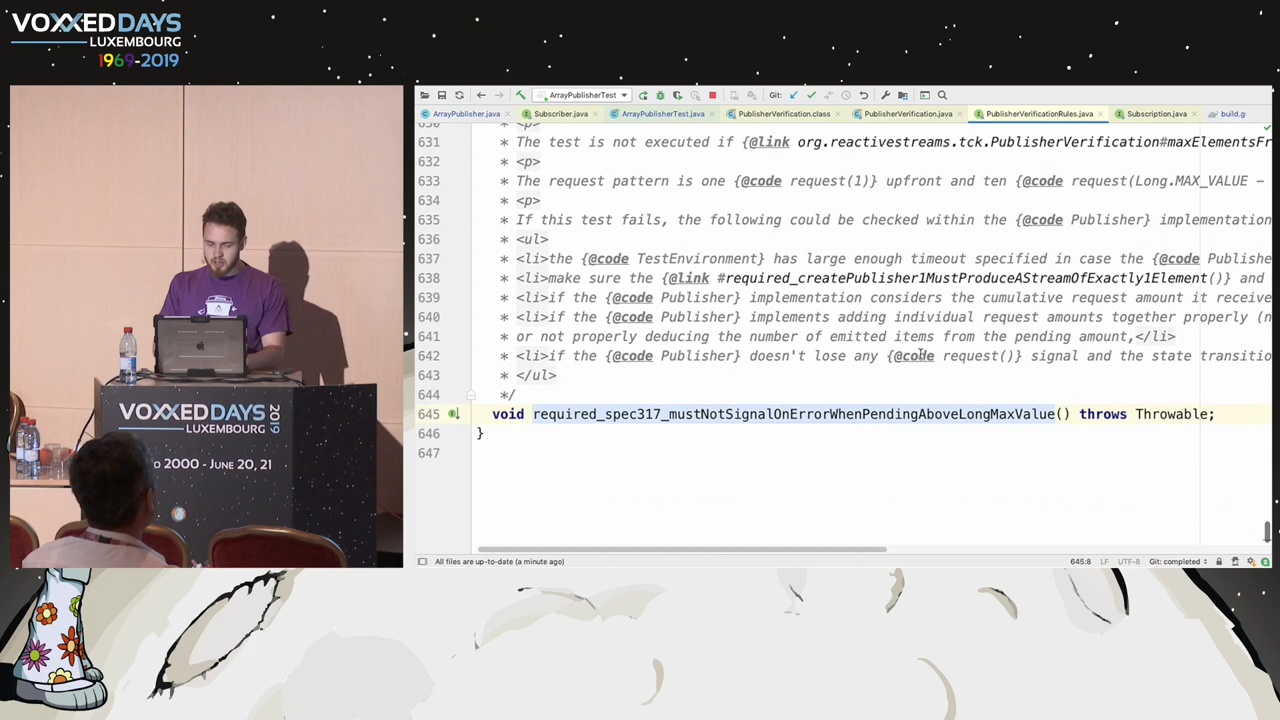 VOXXED DAYS
LUXEMBOURG
1969-2019
ArrayPublisherTest
Git:
ArrayPublisher.java
Subscriber.java
ArrayPublisherTest.java
PublisherVerification.class
PublisherVerification.java
PublisherVerificationRules.java
Subscription.java
build.g
630 * <p>
631 * The test is not executed if {@link org.reactivestreams.tck.PublisherVerification#maxElementsFr
632 * <p>
633 * The request pattern is one {@code request(1)} upfront and ten {@code request(Long.MAX_VALUE -
634 * <p>
635 * If this test fails, the following could be checked within the {@code Publisher} implementation
636 * <ul>
637 * <li>the {@code TestEnvironment} has large enough timeout specified in case the {@code Publishe
638 * <li>make sure the {@link #required_createPublisher1MustProduceAStreamOfExactly1Element()} and
639 * <li>if the {@code Publisher} implementation considers the cumulative request amount it receive
640 * <li>if the {@code Publisher} implements adding individual request amounts together properly (n
641 * or not properly deducing the number of emitted items from the pending amount,</li>
642 * <li>if the {@code Publisher} doesn't lose any {@code request()} signal and the state transitio
643 * </ul>
644 */
645 void required_spec317_mustNotSignalOnErrorWhenPendingAboveLongMaxValue() throws Throwable;
646 }
647
All files are up-to-date (a minute ago)
645:8
LF
UTF-8
Git: completed
VOXXED DAYS
LUXEMBOURG
2019
O 2000 - JUNE 20, 21